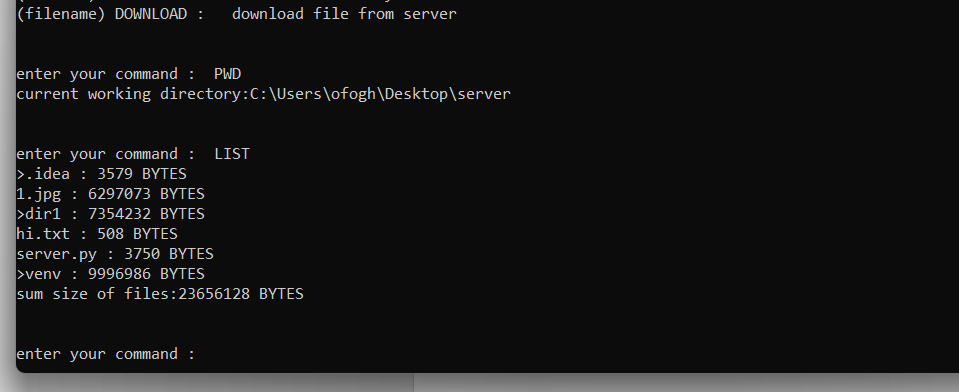 (filename) DOWNLOAD :   download file from server
enter your command :  PWD
current working directory:C:\Users\ofogh\Desktop\server
enter your command :  LIST
>.idea : 3579 BYTES
1.jpg : 6297073 BYTES
>dir1 : 7354232 BYTES
hi.txt : 508 BYTES
server.py : 3750 BYTES
>venv : 9996986 BYTES
sum size of files:23656128 BYTES
enter your command :